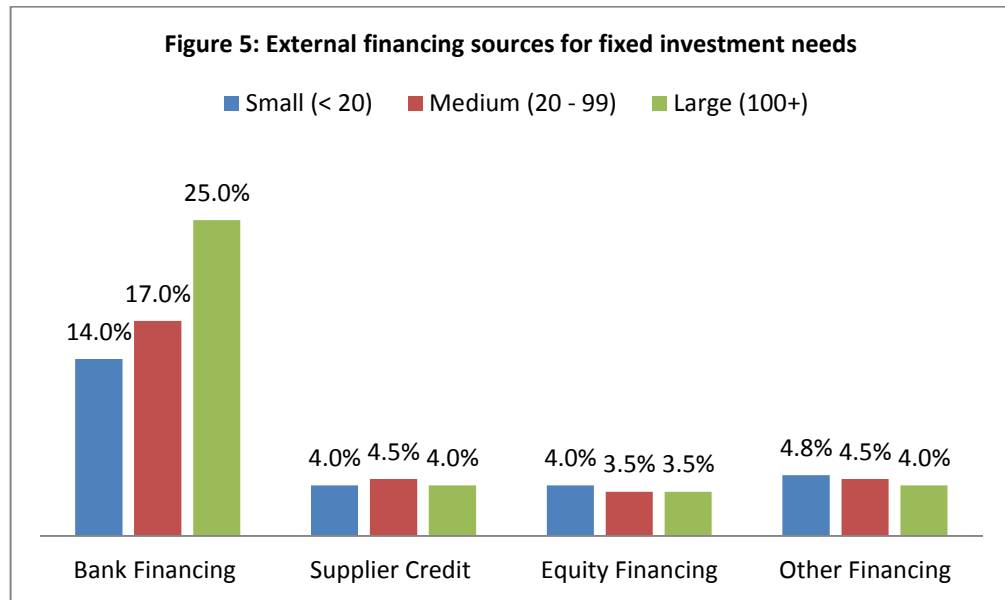 Figure 5: External financing sources for fixed investment needs
Small (< 20) Medium (20 - 99) Large (100+)
25.0%
17.0%
14.0%
4.0% 4.5% 4.0% 4.0% 3.5% 3.5% 4.8% 4.5% 4.0%
Bank Financing Supplier Credit Equity Financing Other Financing